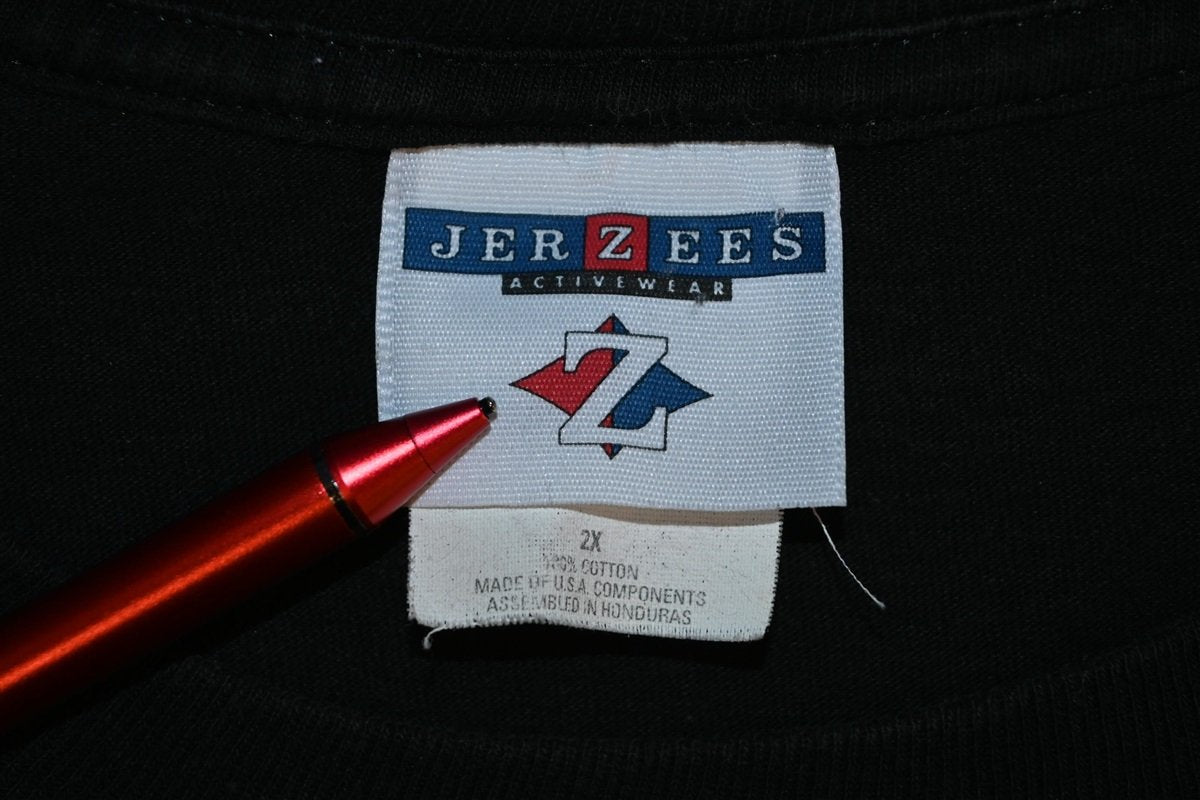 JERZEES
ACTIVEWEAR
Z
2X
100% COTTON
MADE OF U.S.A. COMPONENTS
ASSEMBLED IN HONDURAS